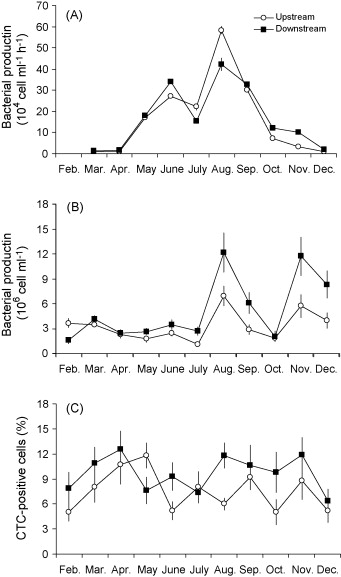 (A)
Upstream
Downstream
Bacterial productin
(10⁴ cell ml⁻¹ h⁻¹)
70
60
50
40
30
20
10
0
Feb. Mar. Apr. May June July Aug. Sep. Oct. Nov. Dec.
(B)
Bacterial productin
(10⁶ cell ml⁻¹)
18
15
12
9
6
3
0
Feb. Mar. Apr. May June July Aug. Sep. Oct. Nov. Dec.
(C)
CTC-positive cells (%)
18
15
12
9
6
3
0
Feb. Mar. Apr. May June July Aug. Sep. Oct. Nov. Dec.